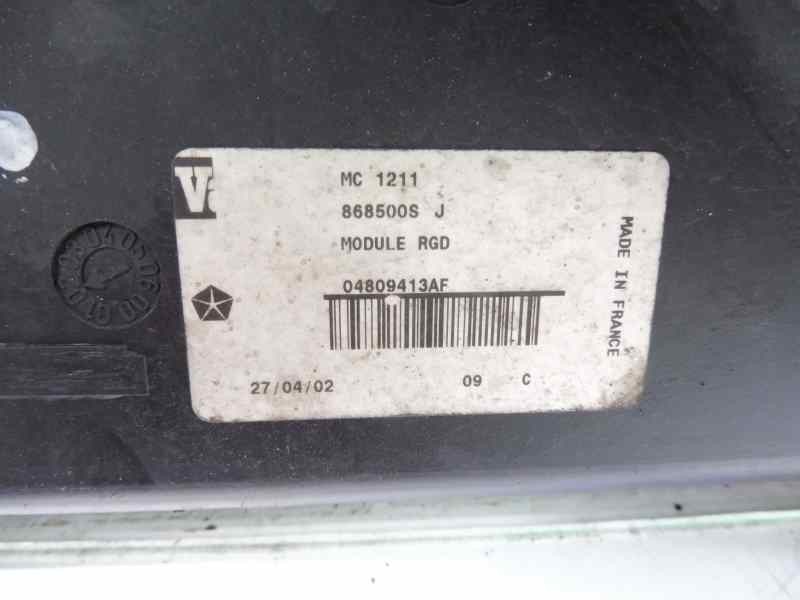 V
MC 1211
868500S J
MODULE RGD
04809413AF
27/04/02
09 C
MADE IN FRANCE